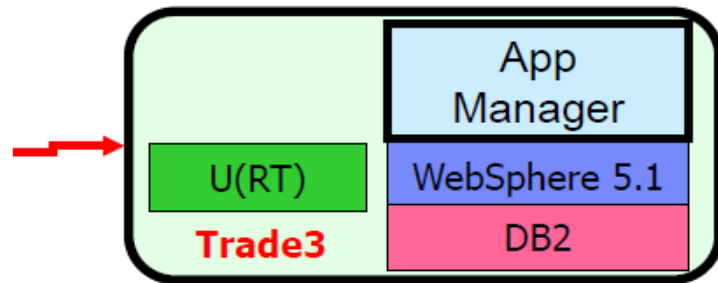 App
Manager
U(RT)
WebSphere 5.1
Trade3
DB2